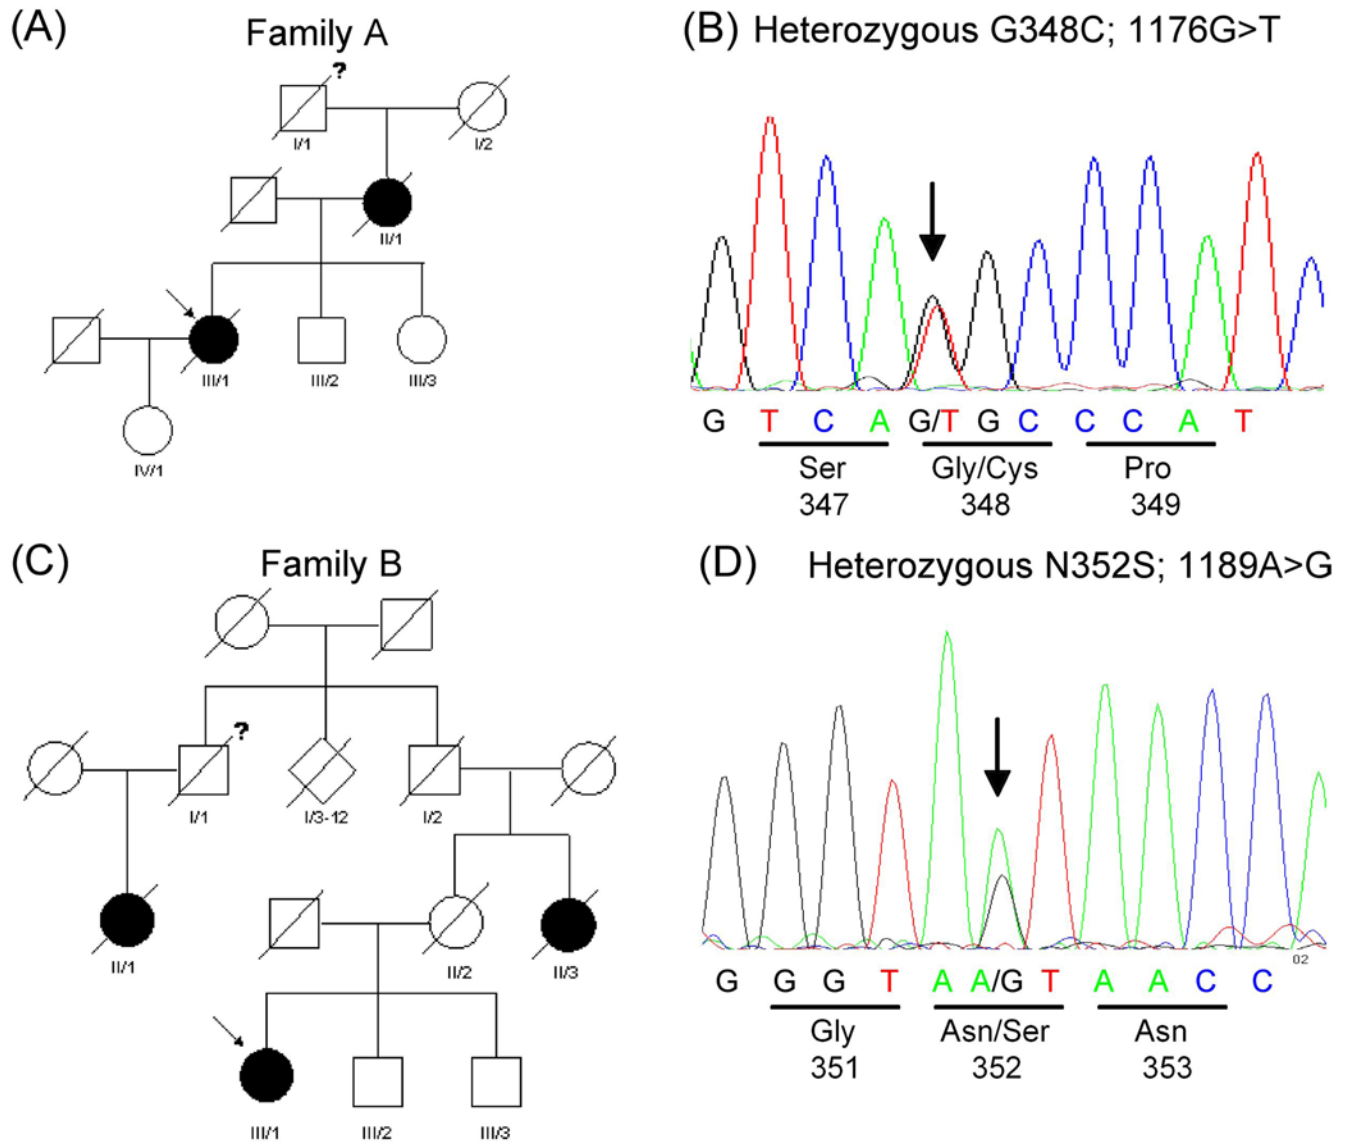 (A)
Family A
?
I/1
I/2
II/1
III/1
III/2
III/3
IV/1
(B) Heterozygous G348C; 1176G>T
G T C A G/T G C C C A T
Ser Gly/Cys Pro
347 348 349
(C)
Family B
?
I/1
I/3-12
I/2
II/1
II/2
II/3
III/1
III/2
III/3
(D) Heterozygous N352S; 1189A>G
02
G G G T A A/G T A A C C
Gly Asn/Ser Asn
351 352 353